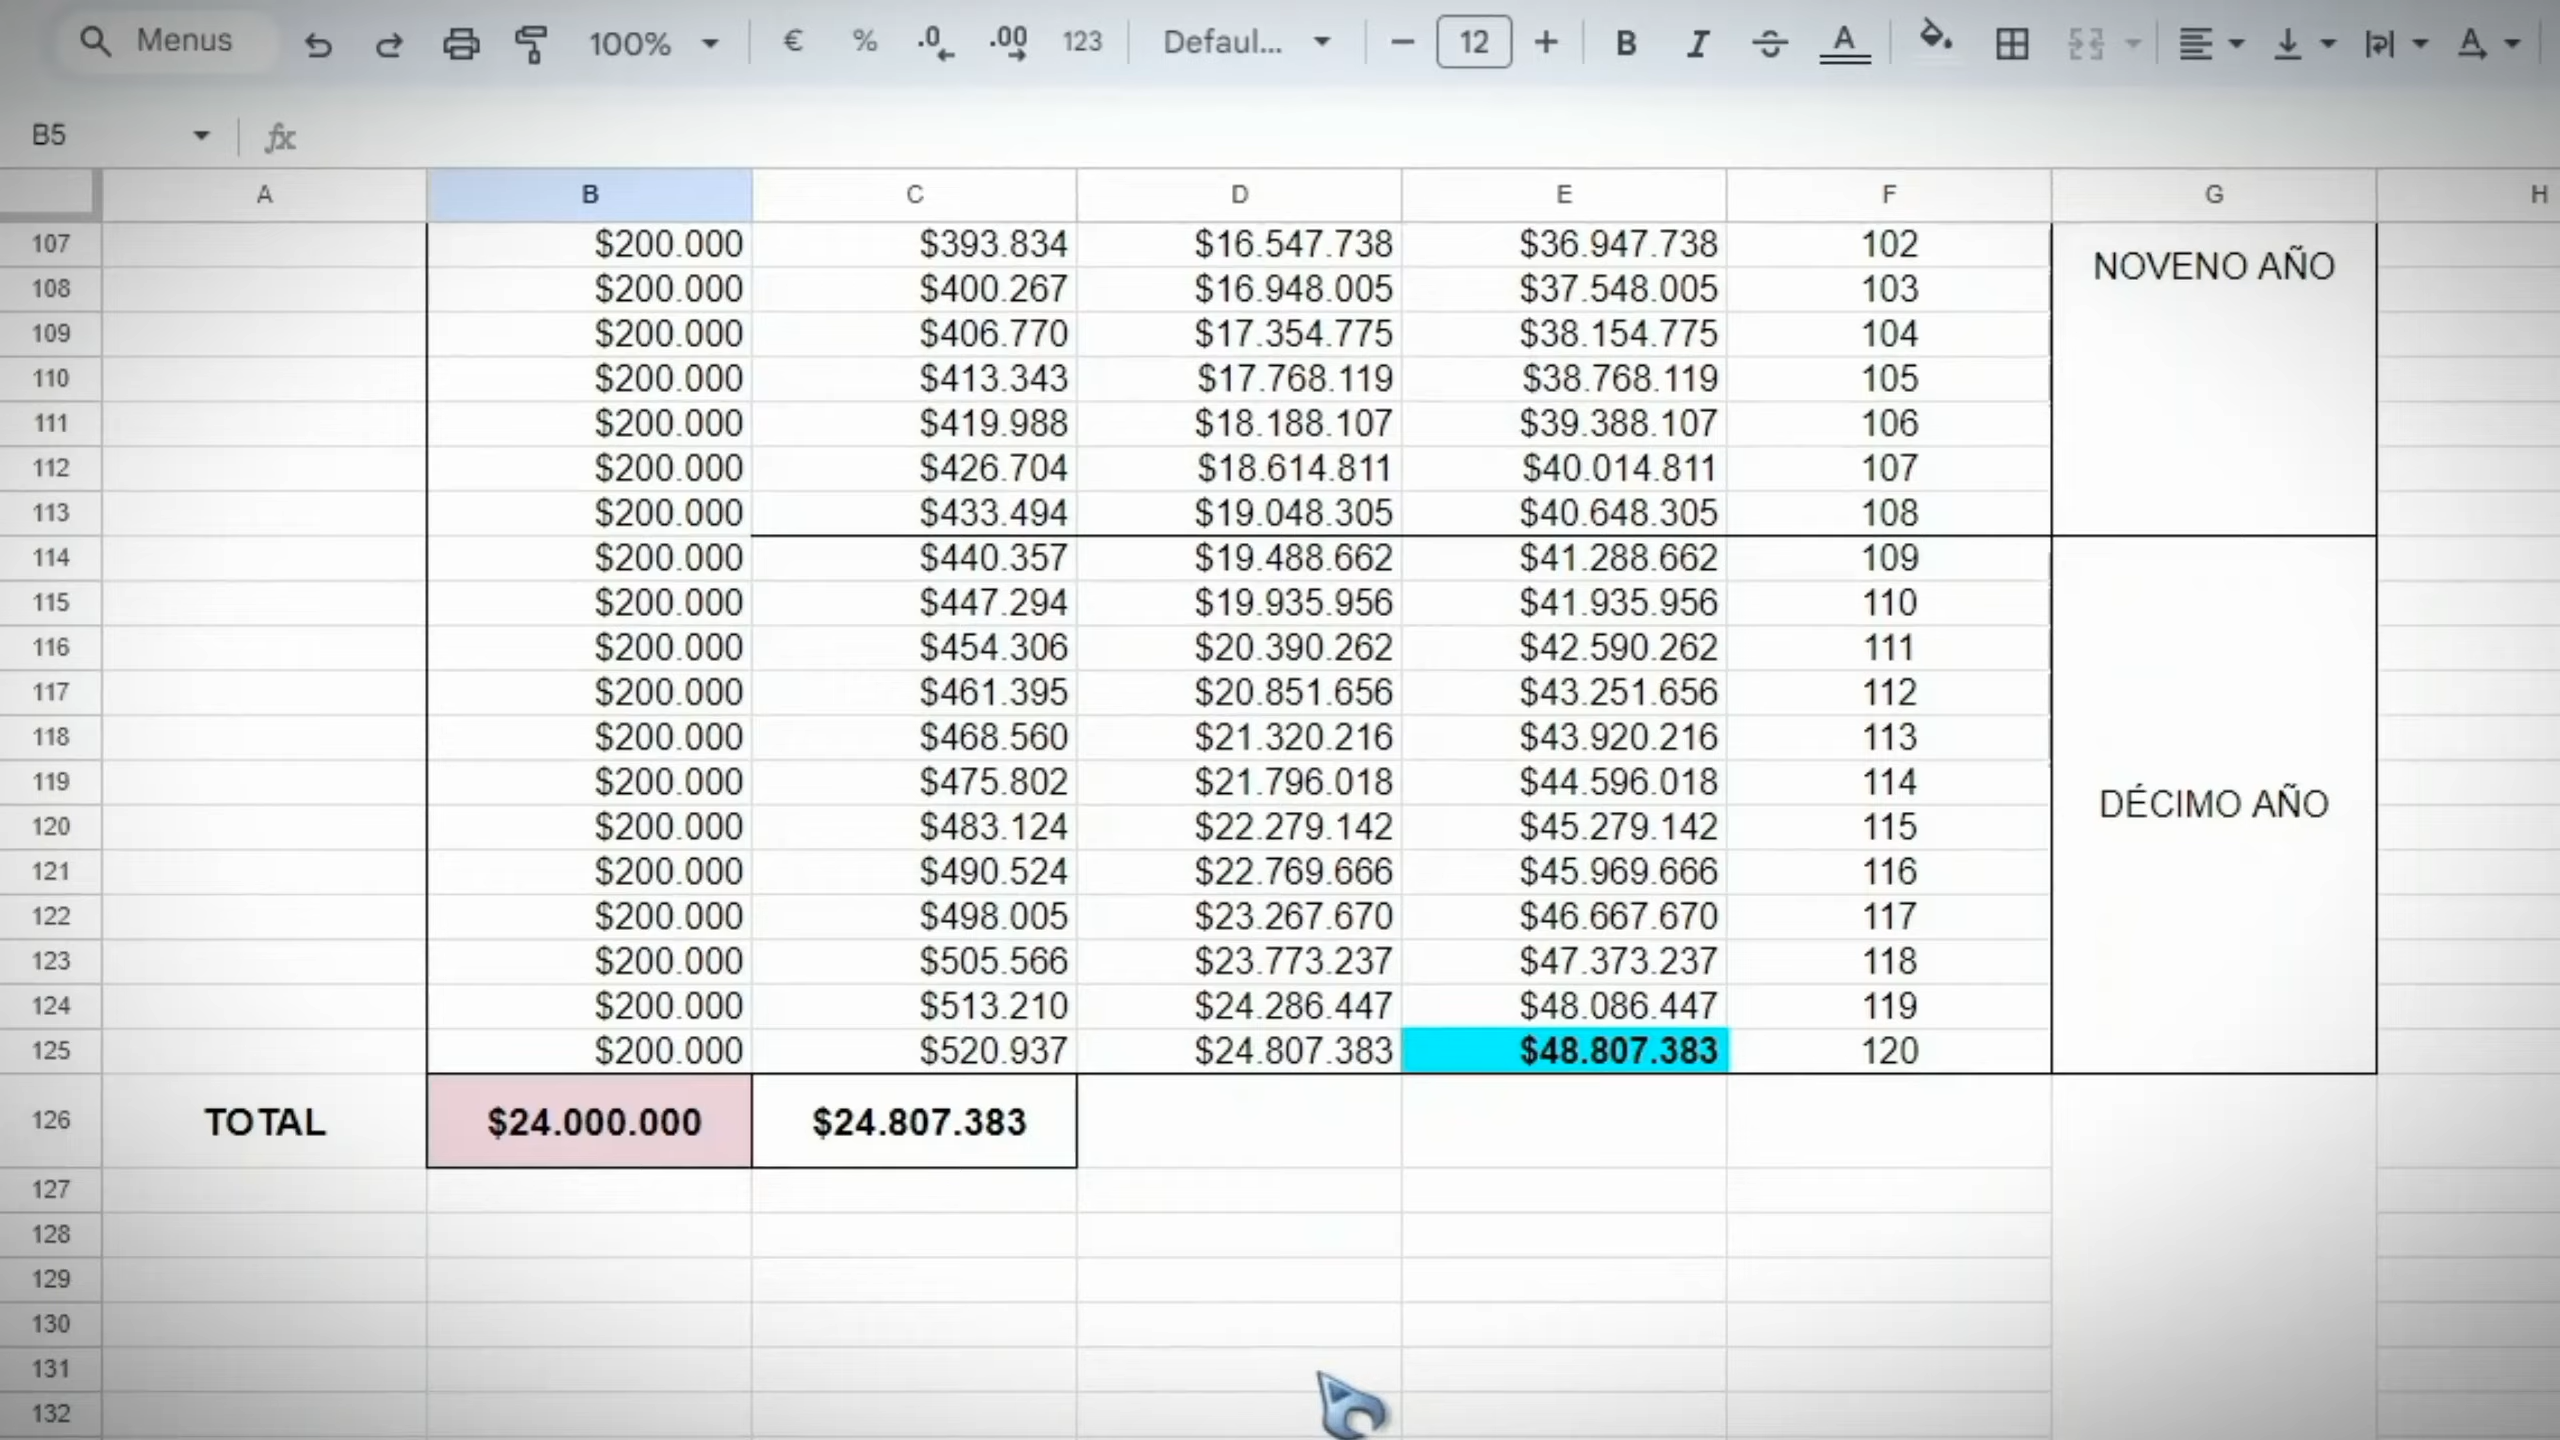 Menus 100% € % .0 .00 123 Defaul... 12 B I A A
B5 fx
A B C D E F G H
107 $200.000 $393.834 $16.547.738 $36.947.738 102 NOVENO AÑO
108 $200.000 $400.267 $16.948.005 $37.548.005 103
109 $200.000 $406.770 $17.354.775 $38.154.775 104
110 $200.000 $413.343 $17.768.119 $38.768.119 105
111 $200.000 $419.988 $18.188.107 $39.388.107 106
112 $200.000 $426.704 $18.614.811 $40.014.811 107
113 $200.000 $433.494 $19.048.305 $40.648.305 108
114 $200.000 $440.357 $19.488.662 $41.288.662 109
115 $200.000 $447.294 $19.935.956 $41.935.956 110
116 $200.000 $454.306 $20.390.262 $42.590.262 111
117 $200.000 $461.395 $20.851.656 $43.251.656 112
118 $200.000 $468.560 $21.320.216 $43.920.216 113
119 $200.000 $475.802 $21.796.018 $44.596.018 114 DÉCIMO AÑO
120 $200.000 $483.124 $22.279.142 $45.279.142 115
121 $200.000 $490.524 $22.769.666 $45.969.666 116
122 $200.000 $498.005 $23.267.670 $46.667.670 117
123 $200.000 $505.566 $23.773.237 $47.373.237 118
124 $200.000 $513.210 $24.286.447 $48.086.447 119
125 $200.000 $520.937 $24.807.383 $48.807.383 120
126 TOTAL $24.000.000 $24.807.383
127
128
129
130
131
132